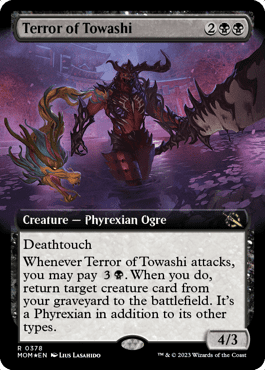 Terror of Towashi 2
Creature — Phyrexian Ogre
Deathtouch
Whenever Terror of Towashi attacks,
you may pay 3 . When you do,
return target creature card from
your graveyard to the battlefield. It's
a Phyrexian in addition to its other
types.
4/3
R 0378
MOM★EN LIUS LASAHIDO
™ & © 2023 Wizards of the Coast